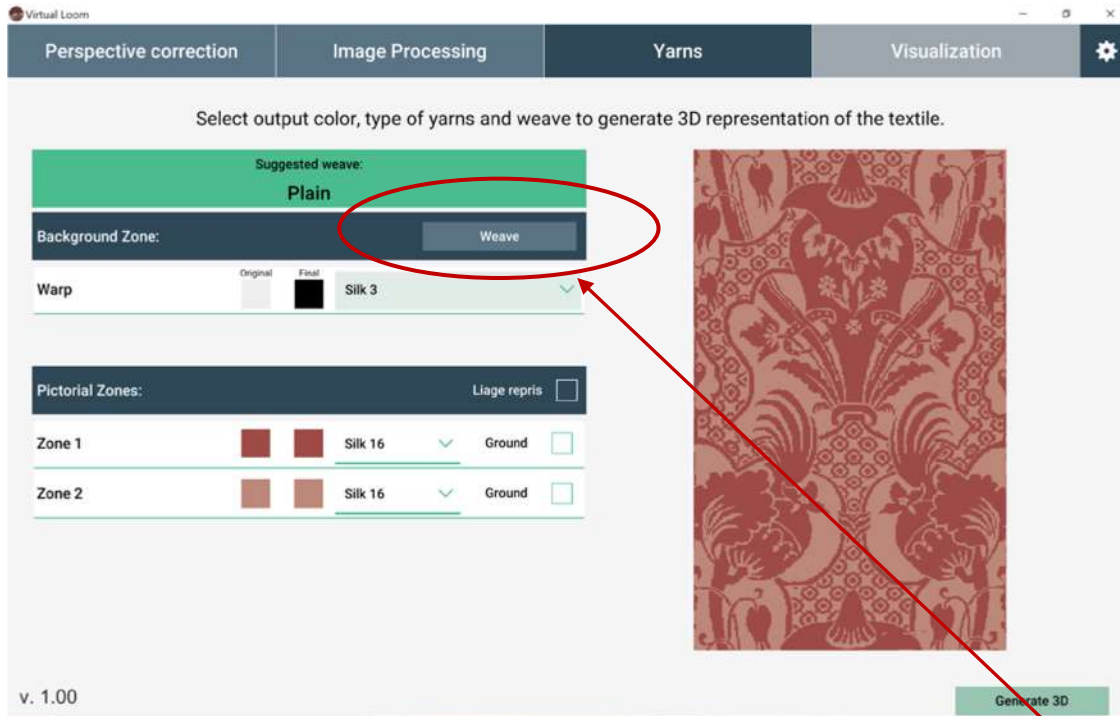 Virtual Loom
Perspective correction
Image Processing
Yarns
Visualization
Select output color, type of yarns and weave to generate 3D representation of the textile.
Suggested weave:
Plain
Background Zone:
Weave
Original
Final
Warp
Silk 3
Pictorial Zones:
Liage repris
Zone 1
Silk 16
Ground
Zone 2
Silk 16
Ground
v. 1.00
Generate 3D